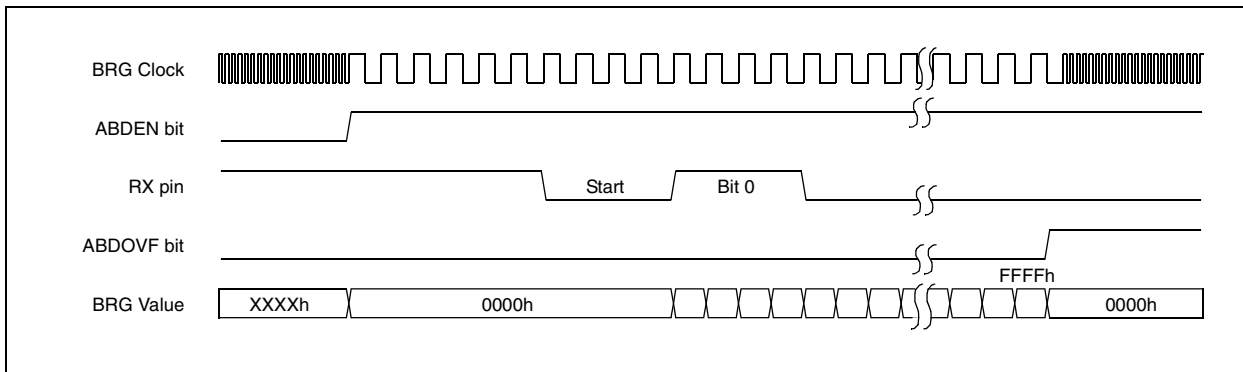 BRG Clock
ABDEN bit
RX pin
Start
Bit 0
ABDOVF bit
FFFFh
BRG Value
XXXXh
0000h
0000h